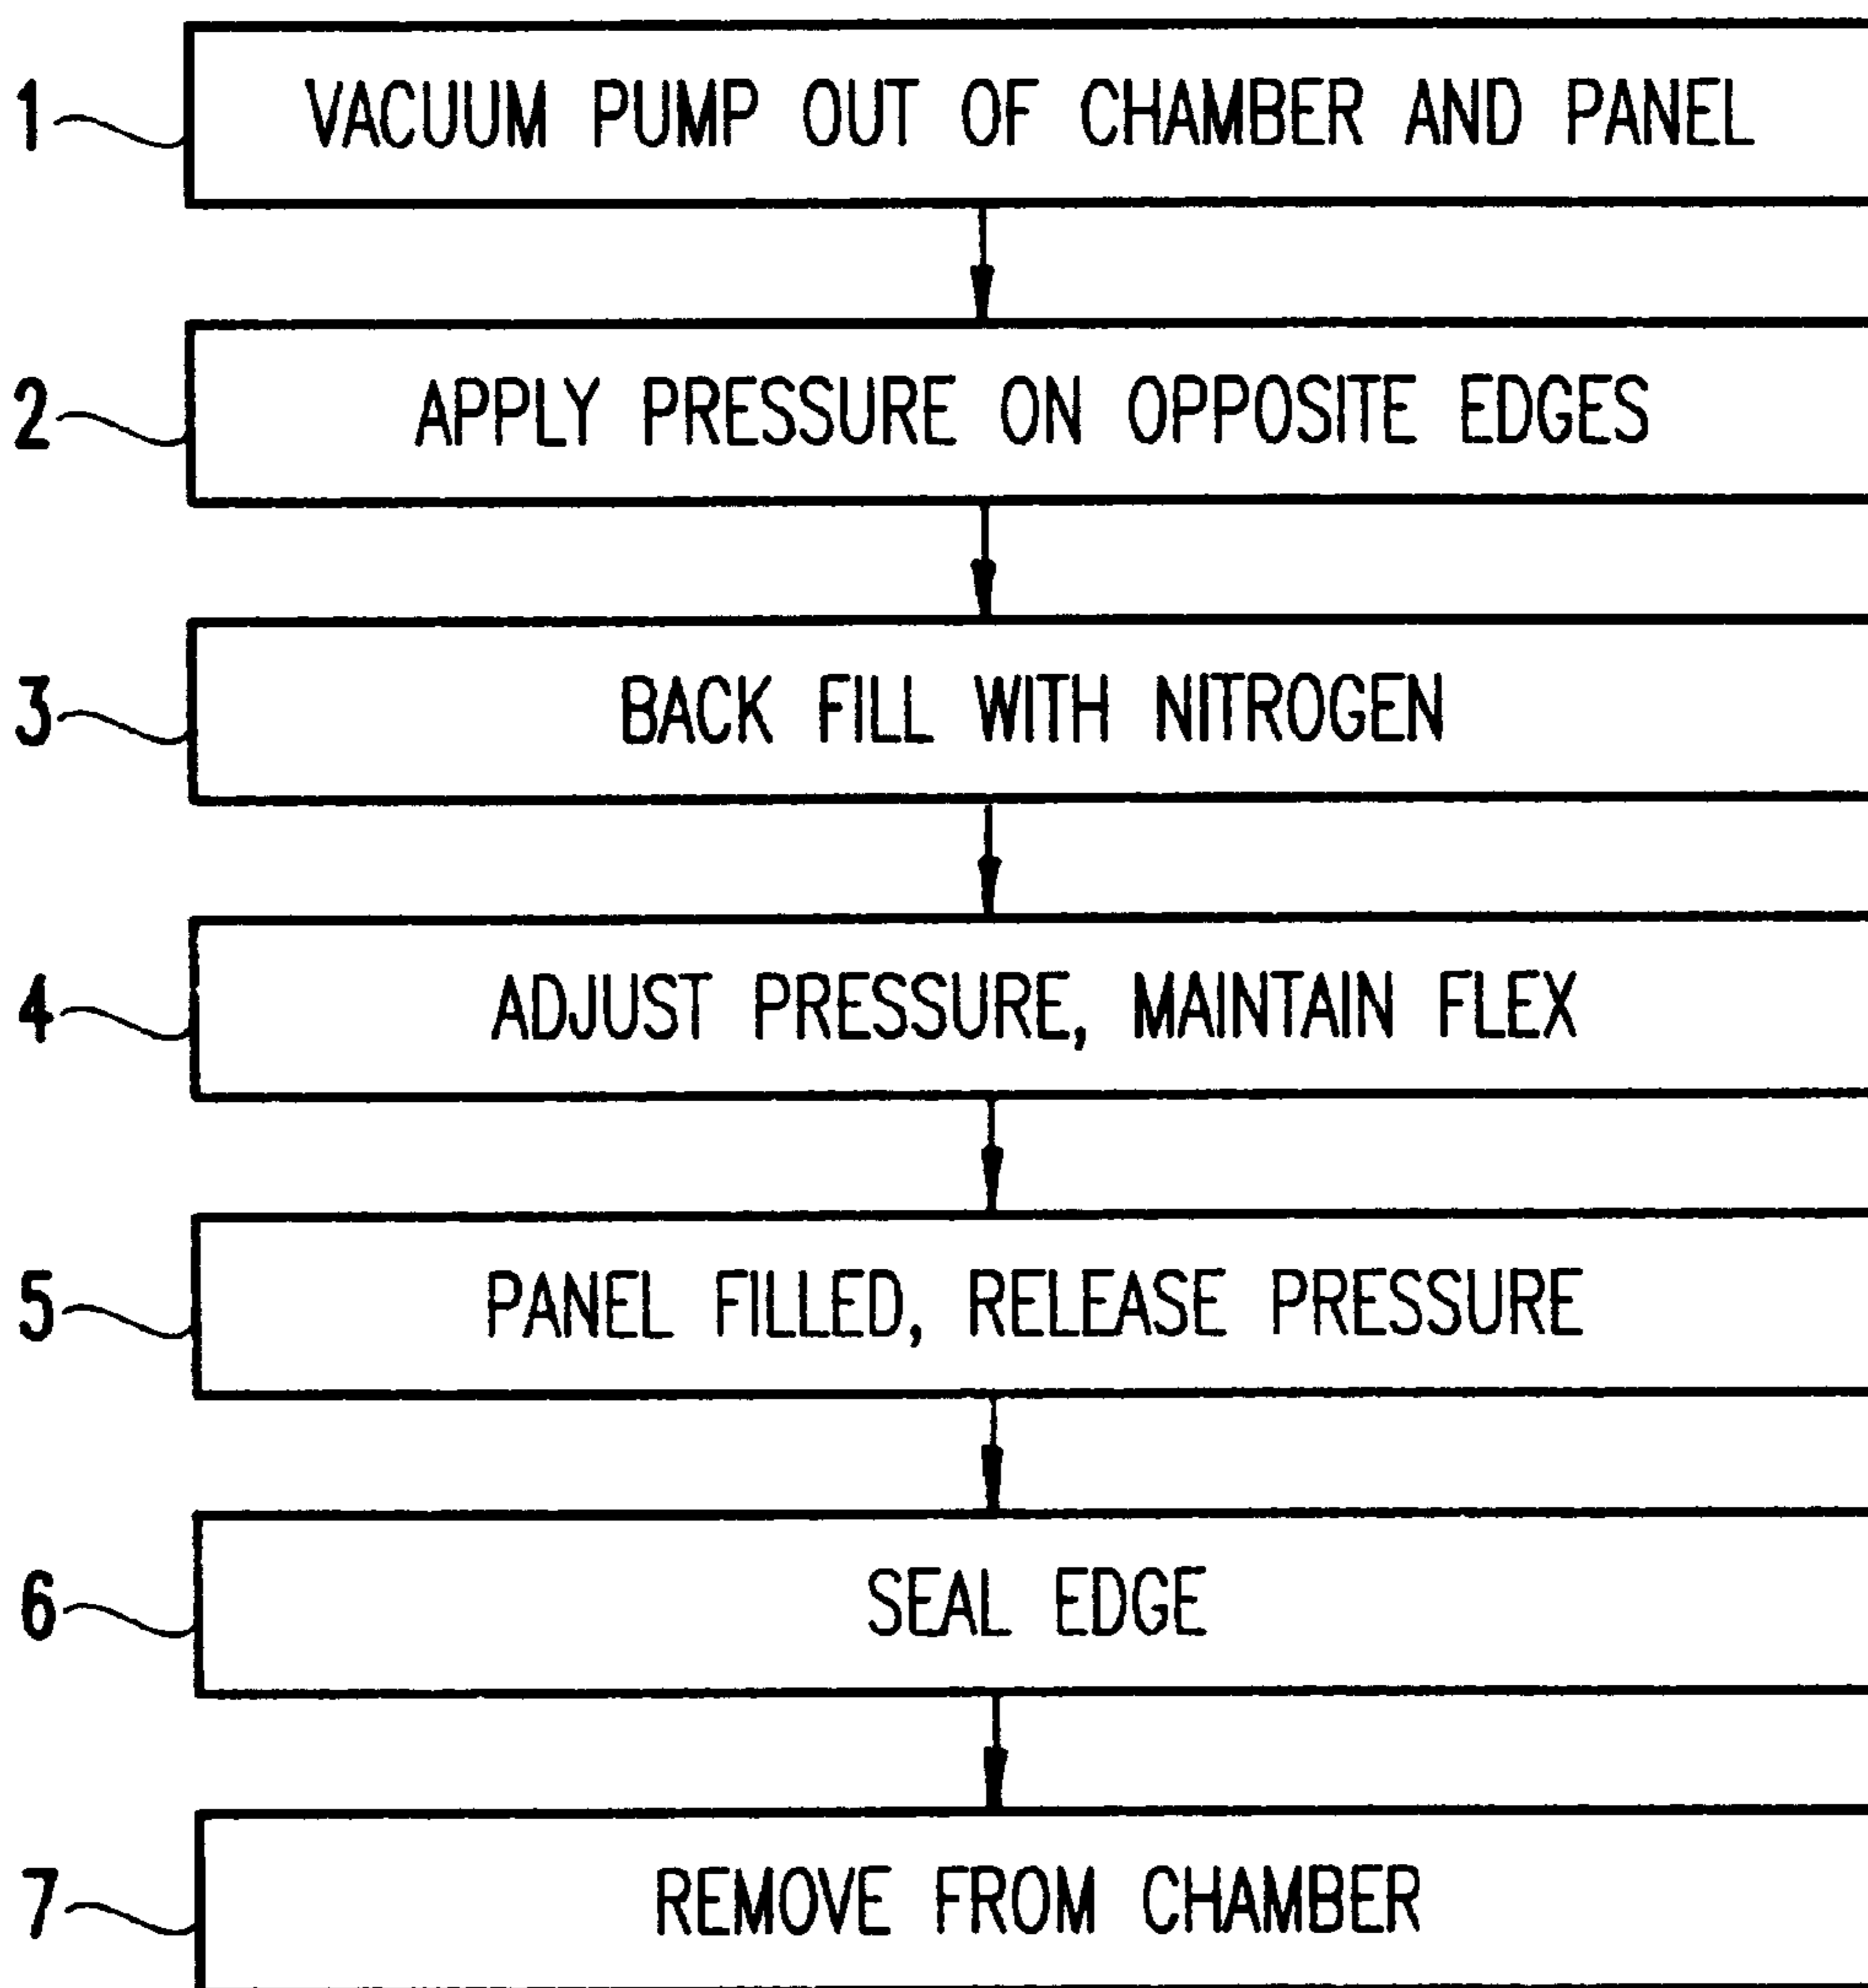 1 VACUUM PUMP OUT OF CHAMBER AND PANEL
2 APPLY PRESSURE ON OPPOSITE EDGES
3 BACK FILL WITH NITROGEN
4 ADJUST PRESSURE, MAINTAIN FLEX
5 PANEL FILLED, RELEASE PRESSURE
6 SEAL EDGE
7 REMOVE FROM CHAMBER